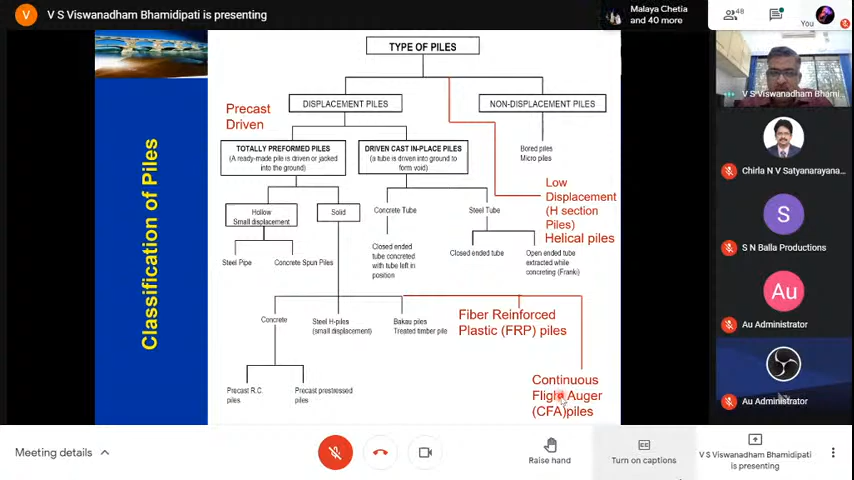 V
V S Viswanadham Bhamidipati is presenting
Malaya Chetia
and 40 more
48
You
Classification of Piles
TYPE OF PILES
DISPLACEMENT PILES
NON-DISPLACEMENT PILES
Precast
Driven
TOTALLY PREFORMED PILES
(A ready-made pile is driven or jacked
into the ground)
DRIVEN CAST IN-PLACE PILES
(a tube is driven into ground to
form void)
Bored piles
Micro piles
Low
Displacement
(H section
Piles)
Helical piles
Hollow
Small displacement
Solid
Concrete Tube
Steel Tube
Steel Pipe
Concrete Spun Piles
Closed ended
tube concreted
with tube left in
position
Closed ended tube
Open ended tube
extracted while
concreting (Franki)
Concrete
Steel H-piles
(small displacement)
Bakau piles
Treated timber pile
Fiber Reinforced
Plastic (FRP) piles
Precast R.C.
piles
Precast prestressed
piles
Continuous
Flight Auger
(CFA)piles
V S Viswanadham Bhami
Chirla N V Satyanarayana...
S
S N Balla Productions
Au
Au Administrator
Au Administrator
Meeting details
Raise hand
CC
Turn on captions
V S Viswanadham Bhamidipati
is presenting